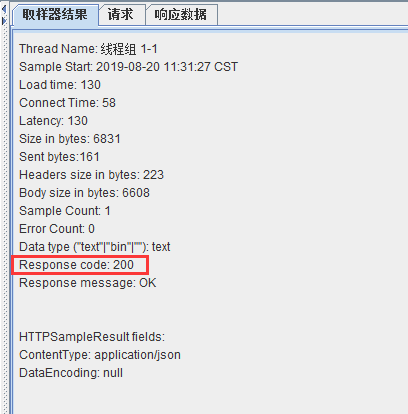 取样器结果 请求 响应数据
Thread Name: 线程组 1-1
Sample Start: 2019-08-20 11:31:27 CST
Load time: 130
Connect Time: 58
Latency: 130
Size in bytes: 6831
Sent bytes:161
Headers size in bytes: 223
Body size in bytes: 6608
Sample Count: 1
Error Count: 0
Data type ("text"|"bin"|""): text
Response code: 200
Response message: OK
HTTPSampleResult fields:
ContentType: application/json
DataEncoding: null